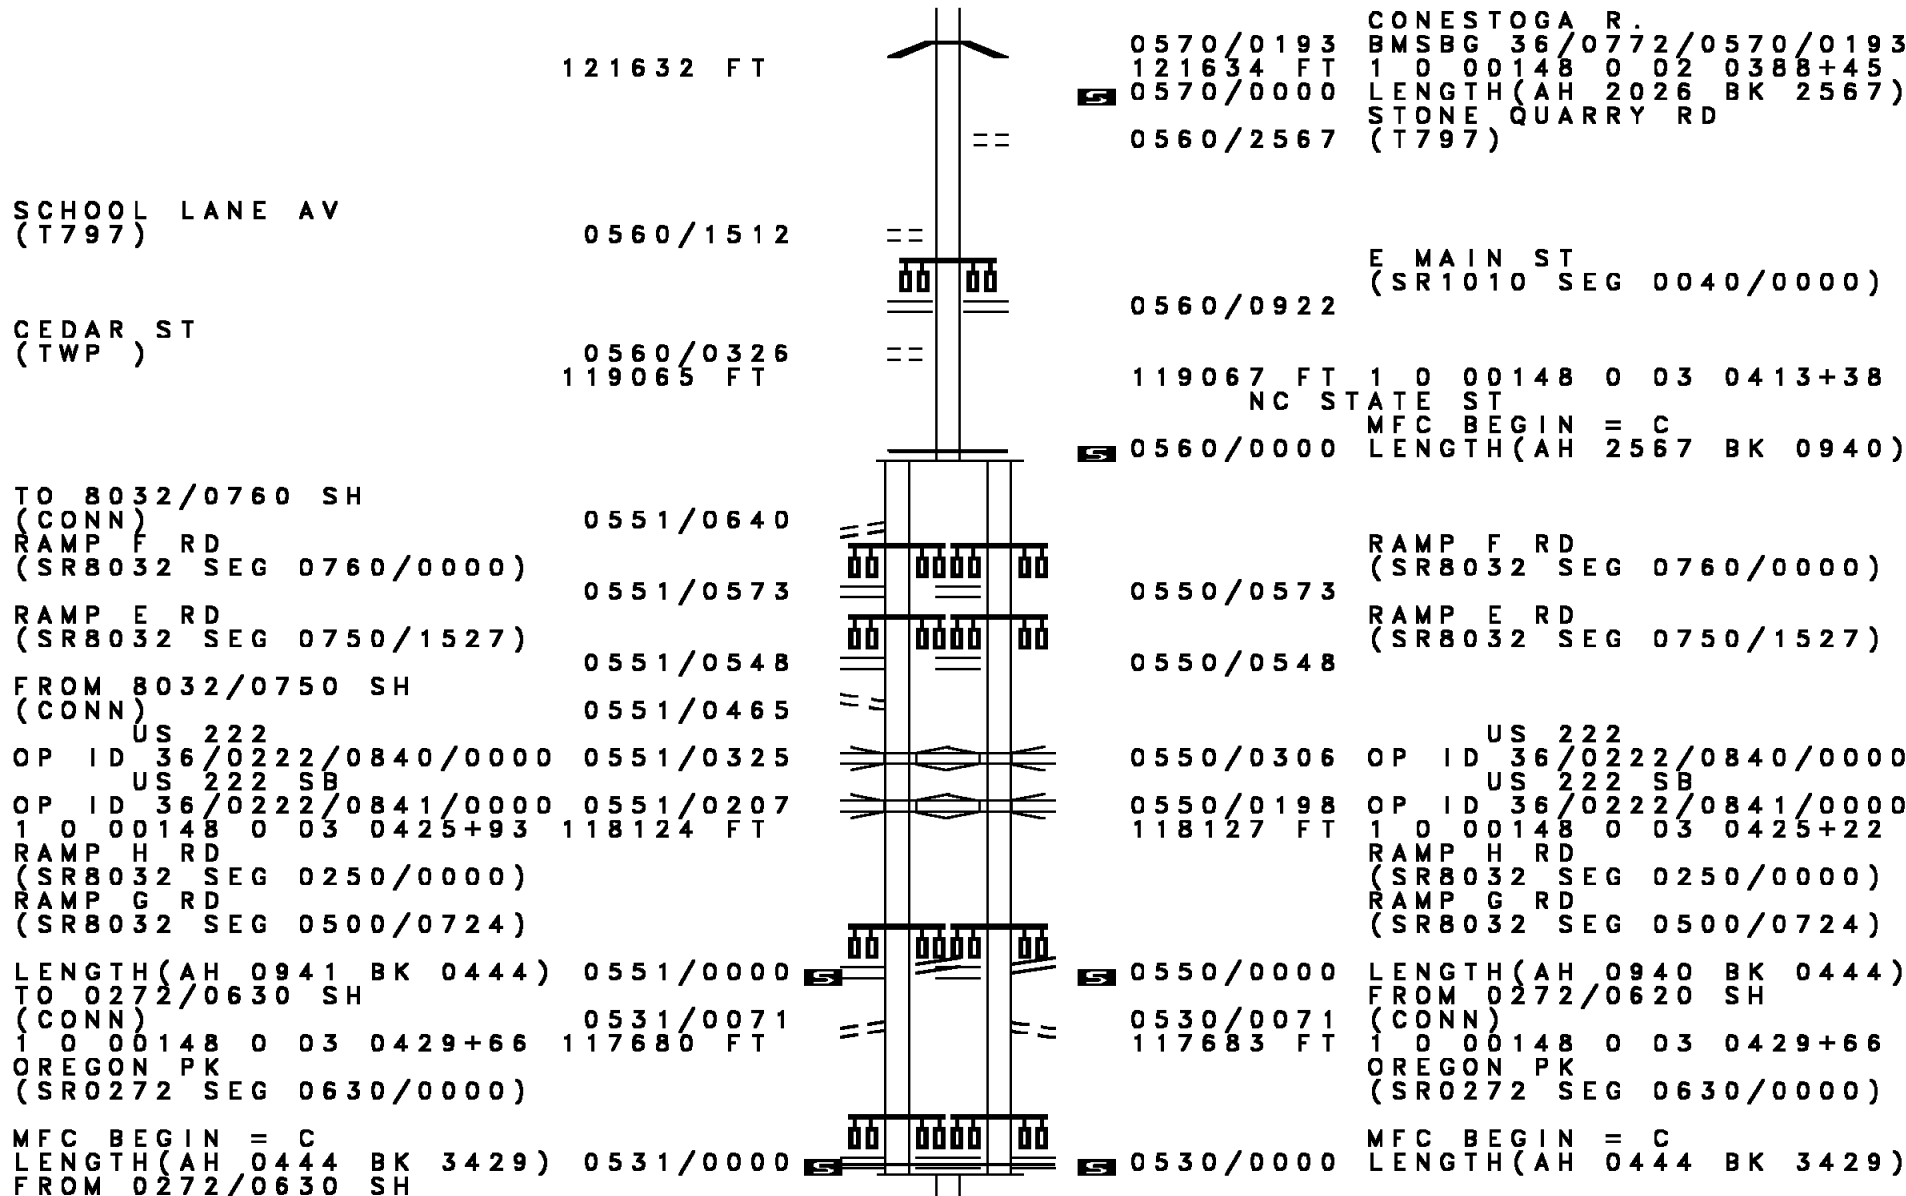 CONESTOGA R.
0570/0193 BMSBG 36/0772/0570/0193
121632 FT 121634 FT 1 0 00148 0 02 0388+45
S 0570/0000 LENGTH(AH 2026 BK 2567)
STONE QUARRY RD
0560/2567 (T797)
SCHOOL LANE AV
(T797) 0560/1512
E MAIN ST
(SR1010 SEG 0040/0000)
0560/0922
CEDAR ST
(TWP ) 0560/0326
119065 FT 119067 FT 1 0 00148 0 03 0413+38
NC STATE ST
MFC BEGIN = C
S 0560/0000 LENGTH(AH 2567 BK 0940)
TO 8032/0760 SH
(CONN) 0551/0640
RAMP F RD RAMP F RD
(SR8032 SEG 0760/0000) (SR8032 SEG 0760/0000)
0551/0573 0550/0573
RAMP E RD RAMP E RD
(SR8032 SEG 0750/1527) (SR8032 SEG 0750/1527)
0551/0548 0550/0548
FROM 8032/0750 SH
(CONN) 0551/0465
US 222 US 222
OP ID 36/0222/0840/0000 0551/0325 0550/0306 OP ID 36/0222/0840/0000
US 222 SB US 222 SB
OP ID 36/0222/0841/0000 0551/0207 0550/0198 OP ID 36/0222/0841/0000
1 0 00148 0 03 0425+93 118124 FT 118127 FT 1 0 00148 0 03 0425+22
RAMP H RD RAMP H RD
(SR8032 SEG 0250/0000) (SR8032 SEG 0250/0000)
RAMP G RD RAMP G RD
(SR8032 SEG 0500/0724) (SR8032 SEG 0500/0724)
LENGTH(AH 0941 BK 0444) 0551/0000 S S 0550/0000 LENGTH(AH 0940 BK 0444)
TO 0272/0630 SH FROM 0272/0620 SH
(CONN) 0531/0071 0530/0071 (CONN)
1 0 00148 0 03 0429+66 117680 FT 117683 FT 1 0 00148 0 03 0429+66
OREGON PK OREGON PK
(SR0272 SEG 0630/0000) (SR0272 SEG 0630/0000)
MFC BEGIN = C MFC BEGIN = C
LENGTH(AH 0444 BK 3429) 0531/0000 S S 0530/0000 LENGTH(AH 0444 BK 3429)
FROM 0272/0630 SH